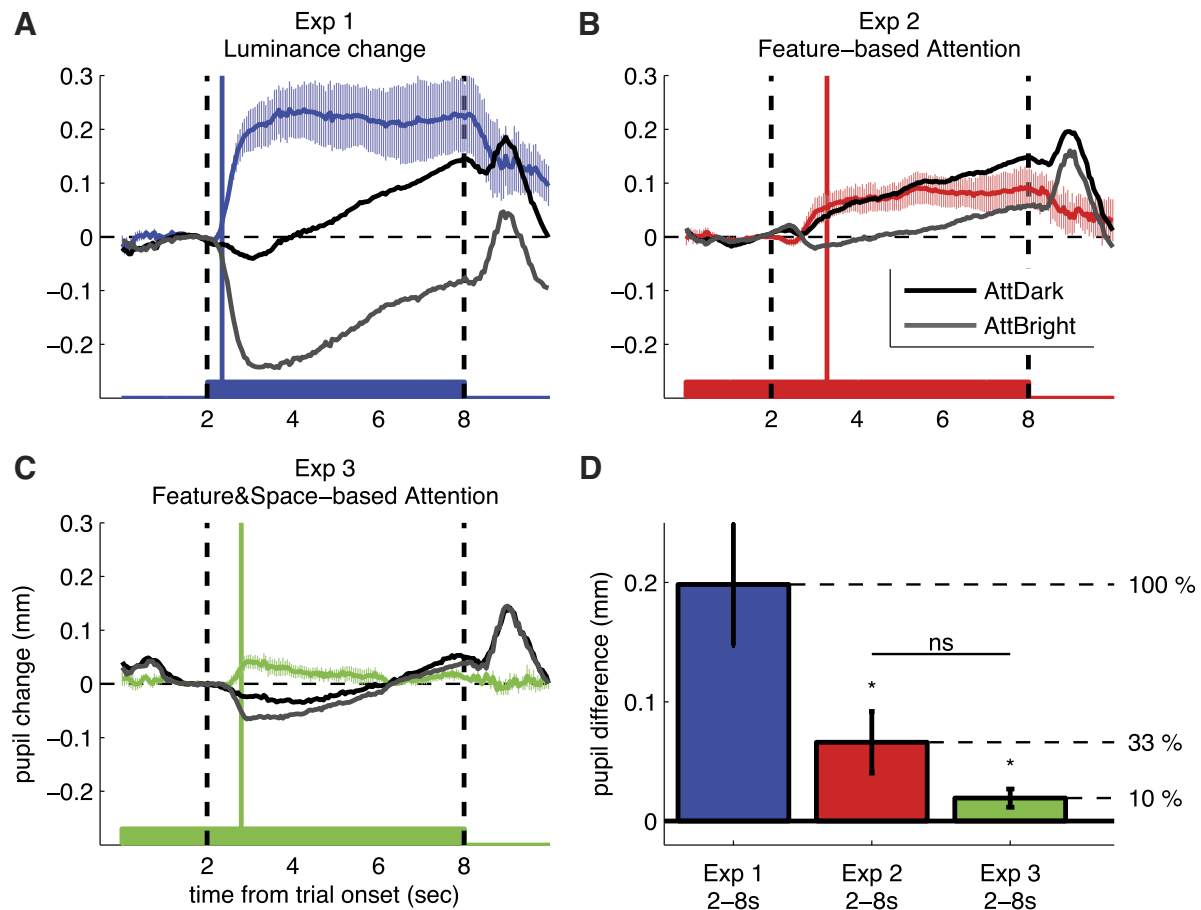 A
Exp 1
Luminance change
0.3
0.2
0.1
0
−0.1
−0.2
2
4
6
8
B
Exp 2
Feature−based Attention
0.3
0.2
0.1
0
−0.1
−0.2
AttDark
AttBright
2
4
6
8
C
Exp 3
Feature&Space−based Attention
pupil change (mm)
0.3
0.2
0.1
0
−0.1
−0.2
2
4
6
8
time from trial onset (sec)
D
pupil difference (mm)
0.2
0.1
0
100 %
ns
*
33 %
*
10 %
Exp 1
2−8s
Exp 2
2−8s
Exp 3
2−8s